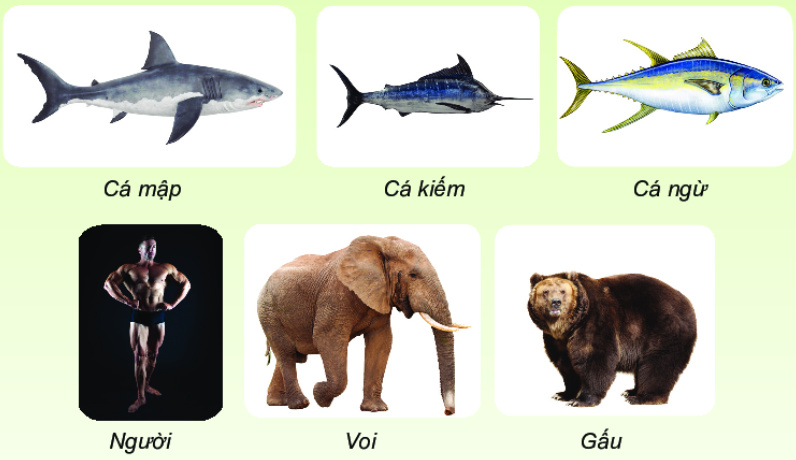 Cá mập
Cá kiếm
Cá ngừ
Người
Voi
Gấu